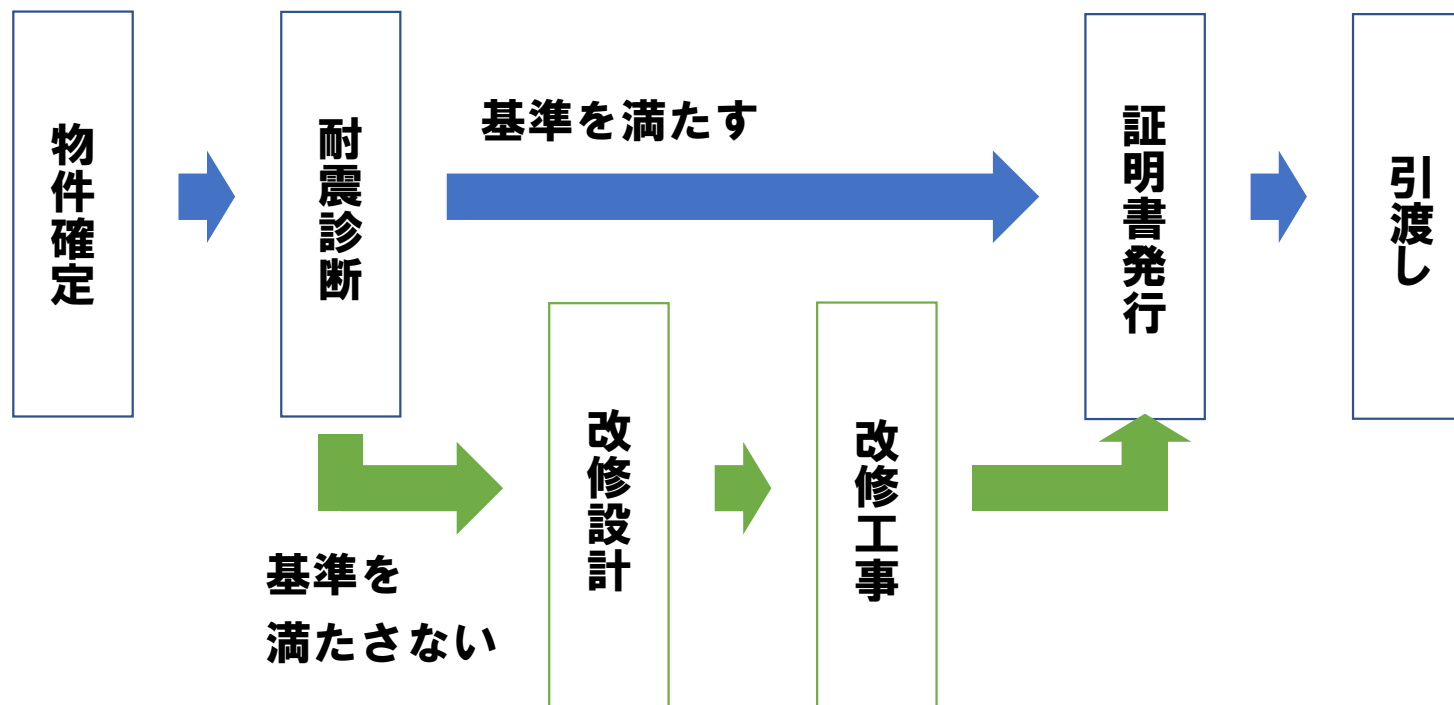 物件確定
耐震診断
基準を満たす
証明書発行
引渡し
基準を
満たさない
改修設計
改修工事